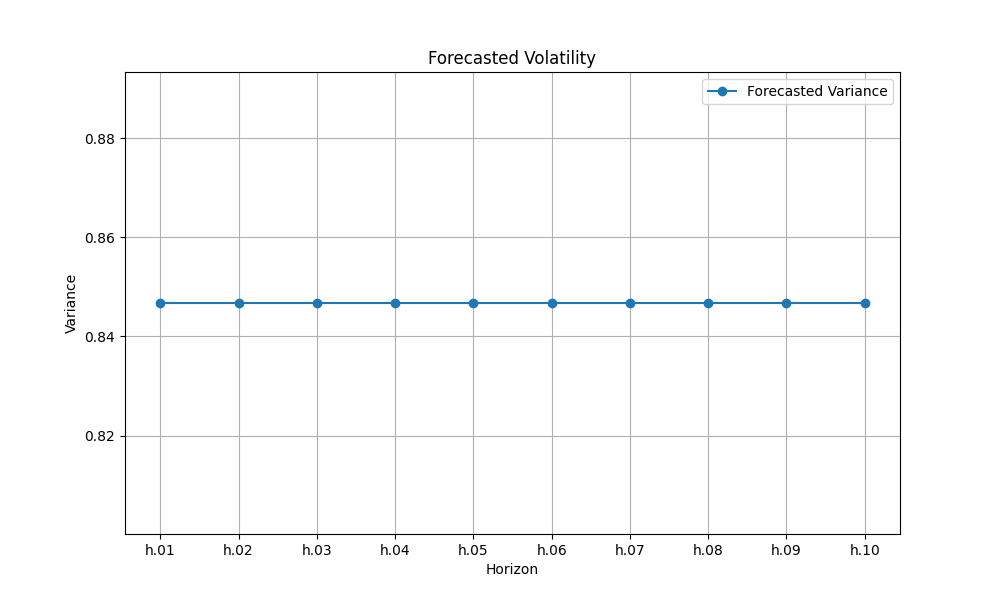 Forecasted Volatility
Forecasted Variance
0.88
0.86
0.84
0.82
Variance
h.01 h.02 h.03 h.04 h.05 h.06 h.07 h.08 h.09 h.10
Horizon